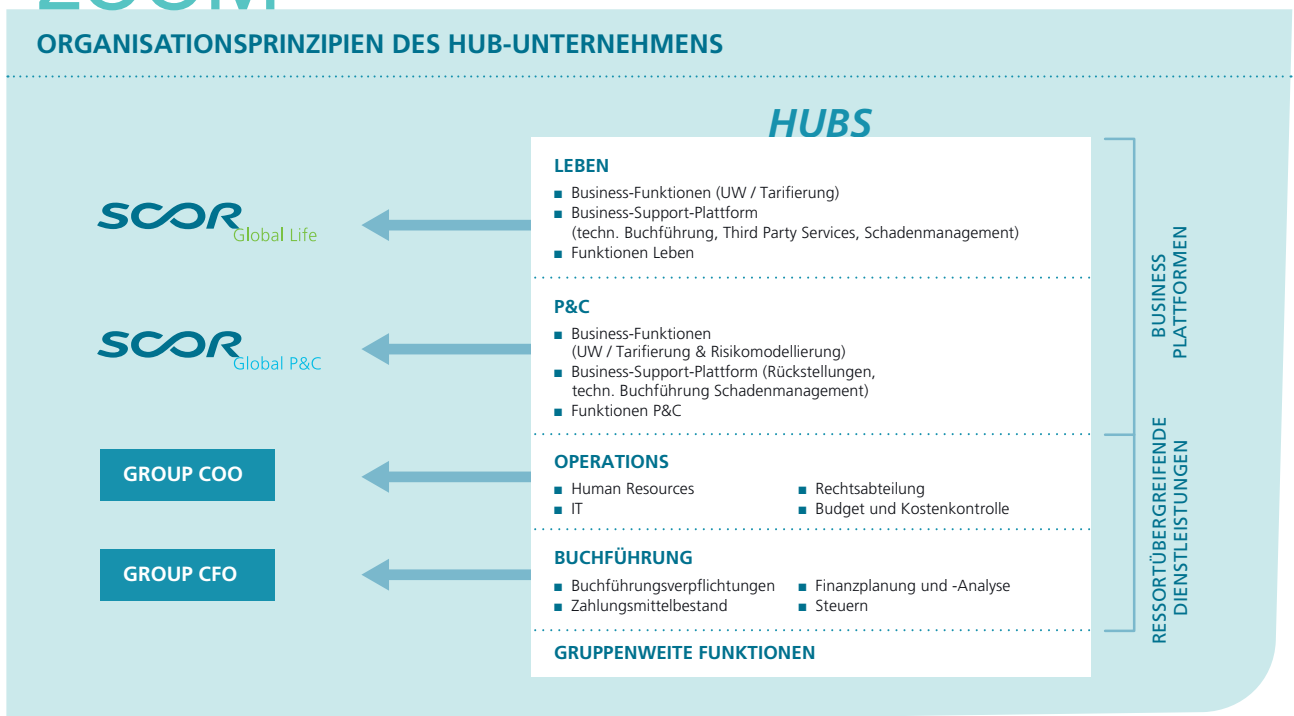 ZOOM
ORGANISATIONSPRINZIPIEN DES HUB-UNTERNEHMENS
HUBS
SCOR
Global Life
LEBEN
■ Business-Funktionen (UW / Tarifierung)
■ Business-Support-Plattform
(techn. Buchführung, Third Party Services, Schadenmanagement)
■ Funktionen Leben
SCOR
Global P&C
P&C
■ Business-Funktionen
(UW / Tarifierung & Risikomodellierung)
■ Business-Support-Plattform (Rückstellungen,
techn. Buchführung Schadenmanagement)
■ Funktionen P&C
BUSINESS
PLATTFORMEN
GROUP COO
OPERATIONS
■ Human Resources
■ IT
■ Rechtsabteilung
■ Budget und Kostenkontrolle
GROUP CFO
BUCHFÜHRUNG
■ Buchführungsverpflichtungen
■ Zahlungsmittelbestand
■ Finanzplanung und -Analyse
■ Steuern
RESSORTÜBERGREIFENDE
DIENSTLEISTUNGEN
GRUPPENWEITE FUNKTIONEN